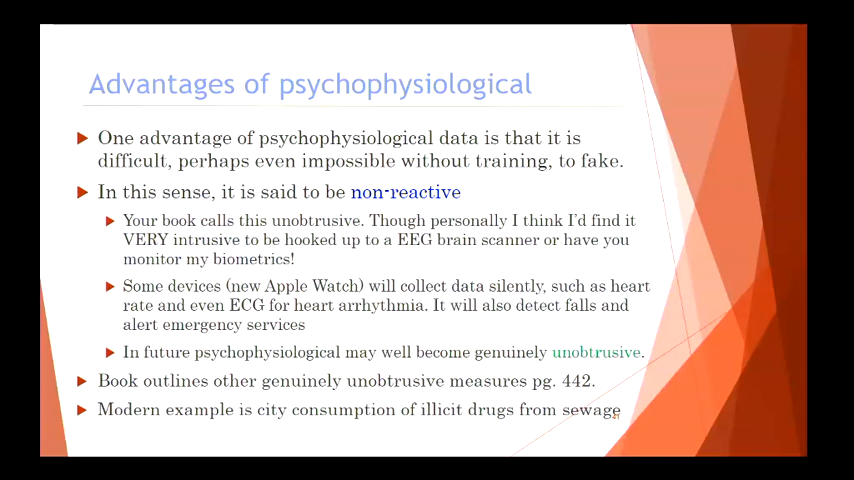 Advantages of psychophysiological
One advantage of psychophysiological data is that it is
difficult, perhaps even impossible without training, to fake.
In this sense, it is said to be non-reactive
Your book calls this unobtrusive. Though personally I think I'd find it
VERY intrusive to be hooked up to a EEG brain scanner or have you
monitor my biometrics!
Some devices (new Apple Watch) will collect data silently, such as heart
rate and even ECG for heart arrhythmia. It will also detect falls and
alert emergency services
In future psychophysiological may well become genuinely unobtrusive.
Book outlines other genuinely unobtrusive measures pg. 442.
Modern example is city consumption of illicit drugs from sewage